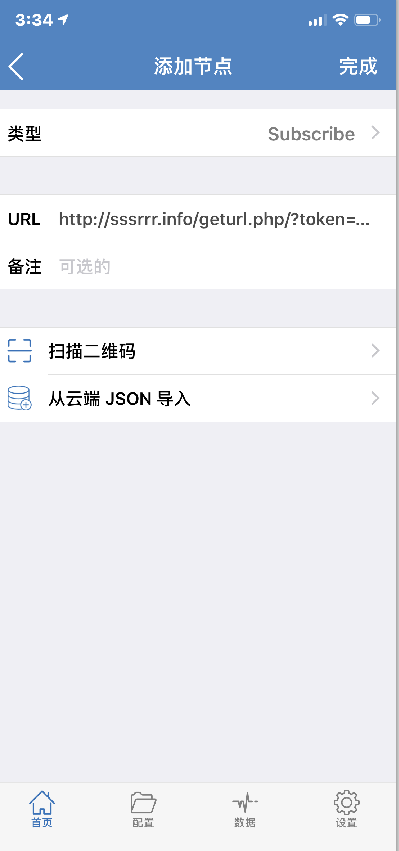 3:34
添加节点
完成
类型
Subscribe
URL http://sssrrr.info/geturl.php/?token=...
备注 可选的
扫描二维码
从云端 JSON 导入
首页
配置
数据
设置